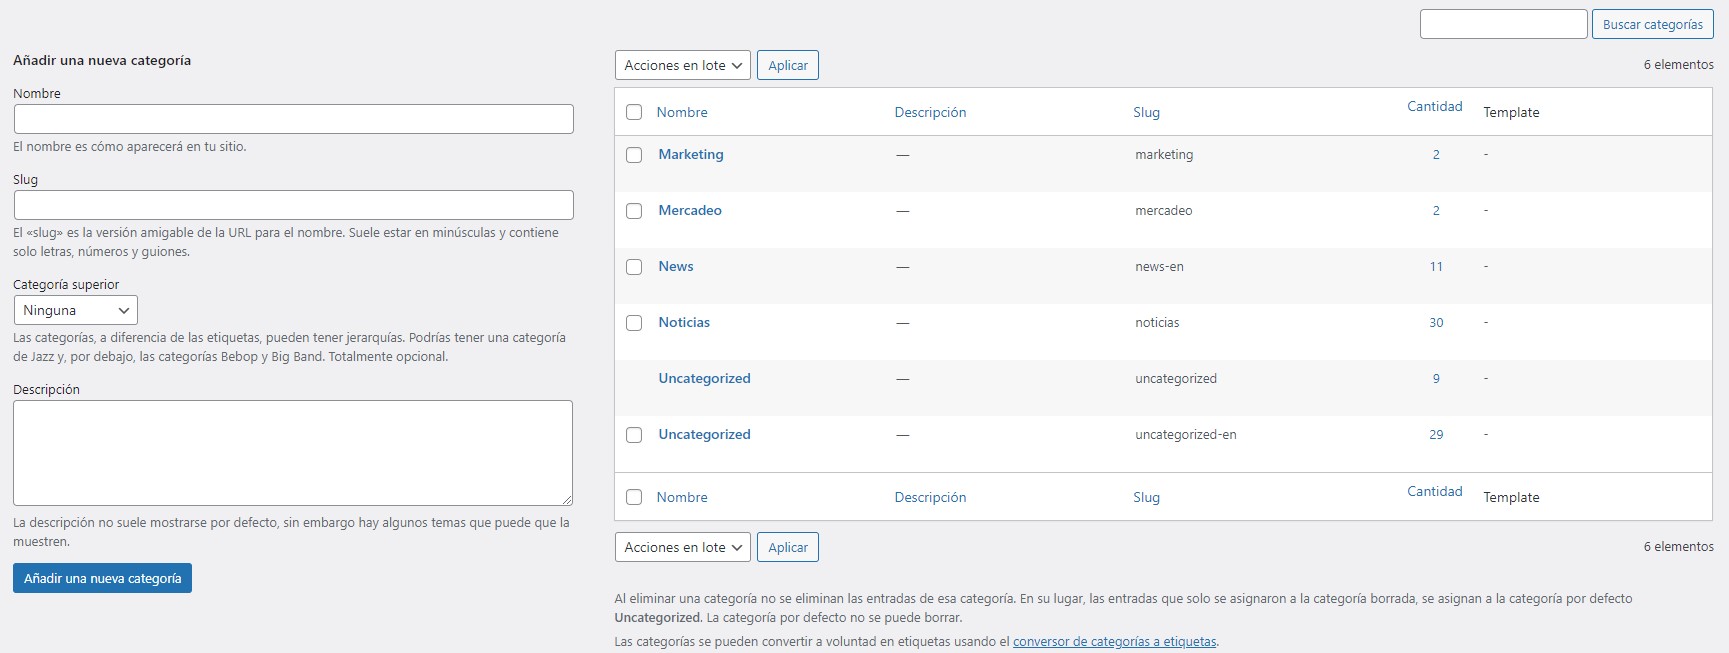 Buscar categorías
Añadir una nueva categoría
Nombre
El nombre es cómo aparecerá en tu sitio.
Slug
El «slug» es la versión amigable de la URL para el nombre. Suele estar en minúsculas y contiene
solo letras, números y guiones.
Categoría superior
Ninguna
Las categorías, a diferencia de las etiquetas, pueden tener jerarquías. Podrías tener una categoría
de Jazz y, por debajo, las categorías Bebop y Big Band. Totalmente opcional.
Descripción
La descripción no suele mostrarse por defecto, sin embargo hay algunos temas que puede que la
muestren.
Añadir una nueva categoría
Acciones en lote Aplicar 6 elementos
Nombre Descripción Slug Cantidad Template
Marketing — marketing 2 -
Mercadeo — mercadeo 2 -
News — news-en 11 -
Noticias — noticias 30 -
Uncategorized — uncategorized 9 -
Uncategorized — uncategorized-en 29 -
Nombre Descripción Slug Cantidad Template
Acciones en lote Aplicar 6 elementos
Al eliminar una categoría no se eliminan las entradas de esa categoría. En su lugar, las entradas que solo se asignaron a la categoría borrada, se asignan a la categoría por defecto
Uncategorized. La categoría por defecto no se puede borrar.
Las categorías se pueden convertir a voluntad en etiquetas usando el conversor de categorías a etiquetas.